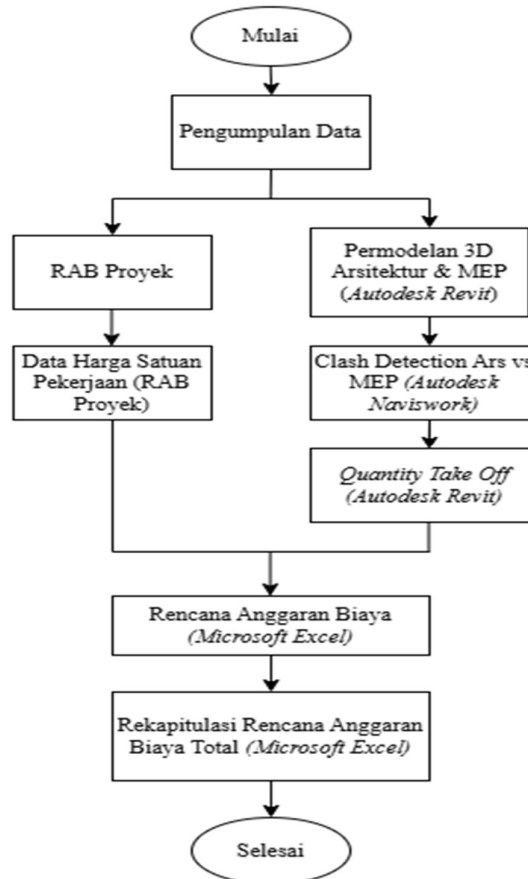 Mulai
Pengumpulan Data
RAB Proyek
Data Harga Satuan
Pekerjaan (RAB
Proyek)
Permodelan 3D
Arsitektur & MEP
(Autodesk Revit)
Clash Detection Ars vs
MEP (Autodesk
Naviswork)
Quantity Take Off
(Autodesk Revit)
Rencana Anggaran Biaya
(Microsoft Excel)
Rekapitulasi Rencana Anggaran
Biaya Total (Microsoft Excel)
Selesai